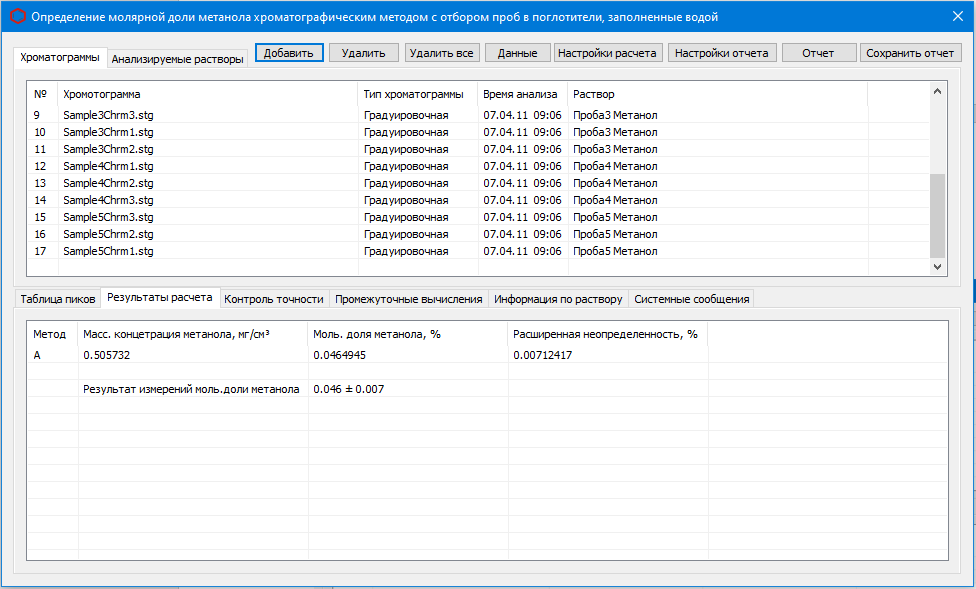 Определение молярной доли метанола хроматографическим методом с отбором проб в поглотители, заполненные водой
Хроматограммы Анализируемые растворы Добавить Удалить Удалить все Данные Настройки расчета Настройки отчета Отчет Сохранить отчет
№ Хромотограмма Тип хроматограммы Время анализа Раствор
9 Sample3Chrm3.stg Градуировочная 07.04.11 09:06 Проба3 Метанол
10 Sample3Chrm1.stg Градуировочная 07.04.11 09:06 Проба3 Метанол
11 Sample3Chrm2.stg Градуировочная 07.04.11 09:06 Проба3 Метанол
12 Sample4Chrm1.stg Градуировочная 07.04.11 09:06 Проба4 Метанол
13 Sample4Chrm2.stg Градуировочная 07.04.11 09:06 Проба4 Метанол
14 Sample4Chrm3.stg Градуировочная 07.04.11 09:06 Проба4 Метанол
15 Sample5Chrm3.stg Градуировочная 07.04.11 09:06 Проба5 Метанол
16 Sample5Chrm2.stg Градуировочная 07.04.11 09:06 Проба5 Метанол
17 Sample5Chrm1.stg Градуировочная 07.04.11 09:06 Проба5 Метанол
Таблица пиков Результаты расчета Контроль точности Промежуточные вычисления Информация по раствору Системные сообщения
Метод Масс. концетрация метанола, мг/см³ Моль. доля метанола, % Расширенная неопределенность, %
А 0.505732 0.0464945 0.00712417
Результат измерений моль.доли метанола 0.046 ± 0.007